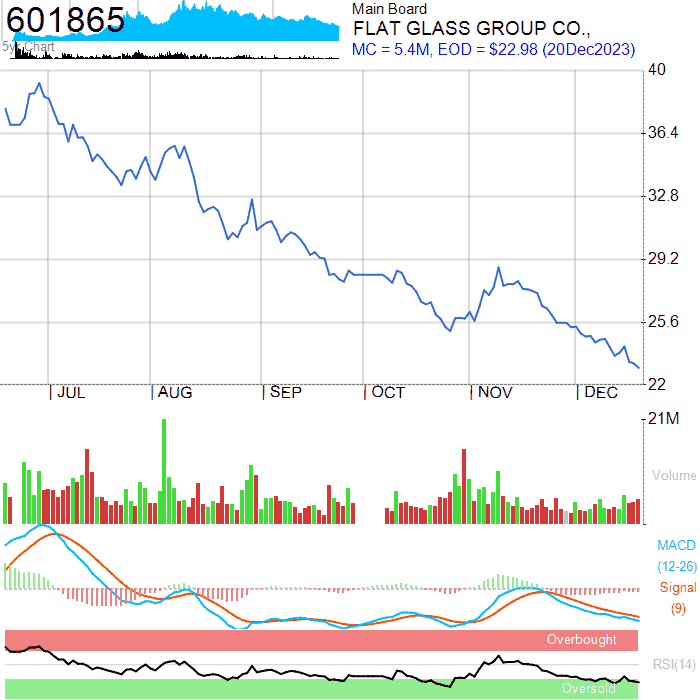 601865
5yr Chart
Main Board
FLAT GLASS GROUP CO.,
MC = 5.4M, EOD = $22.98 (20Dec2023)
40
36.4
32.8
29.2
25.6
22
JUL AUG SEP OCT NOV DEC
21M
Volume
MACD
(12-26)
Signal
(9)
Overbought
RSI(14)
Oversold